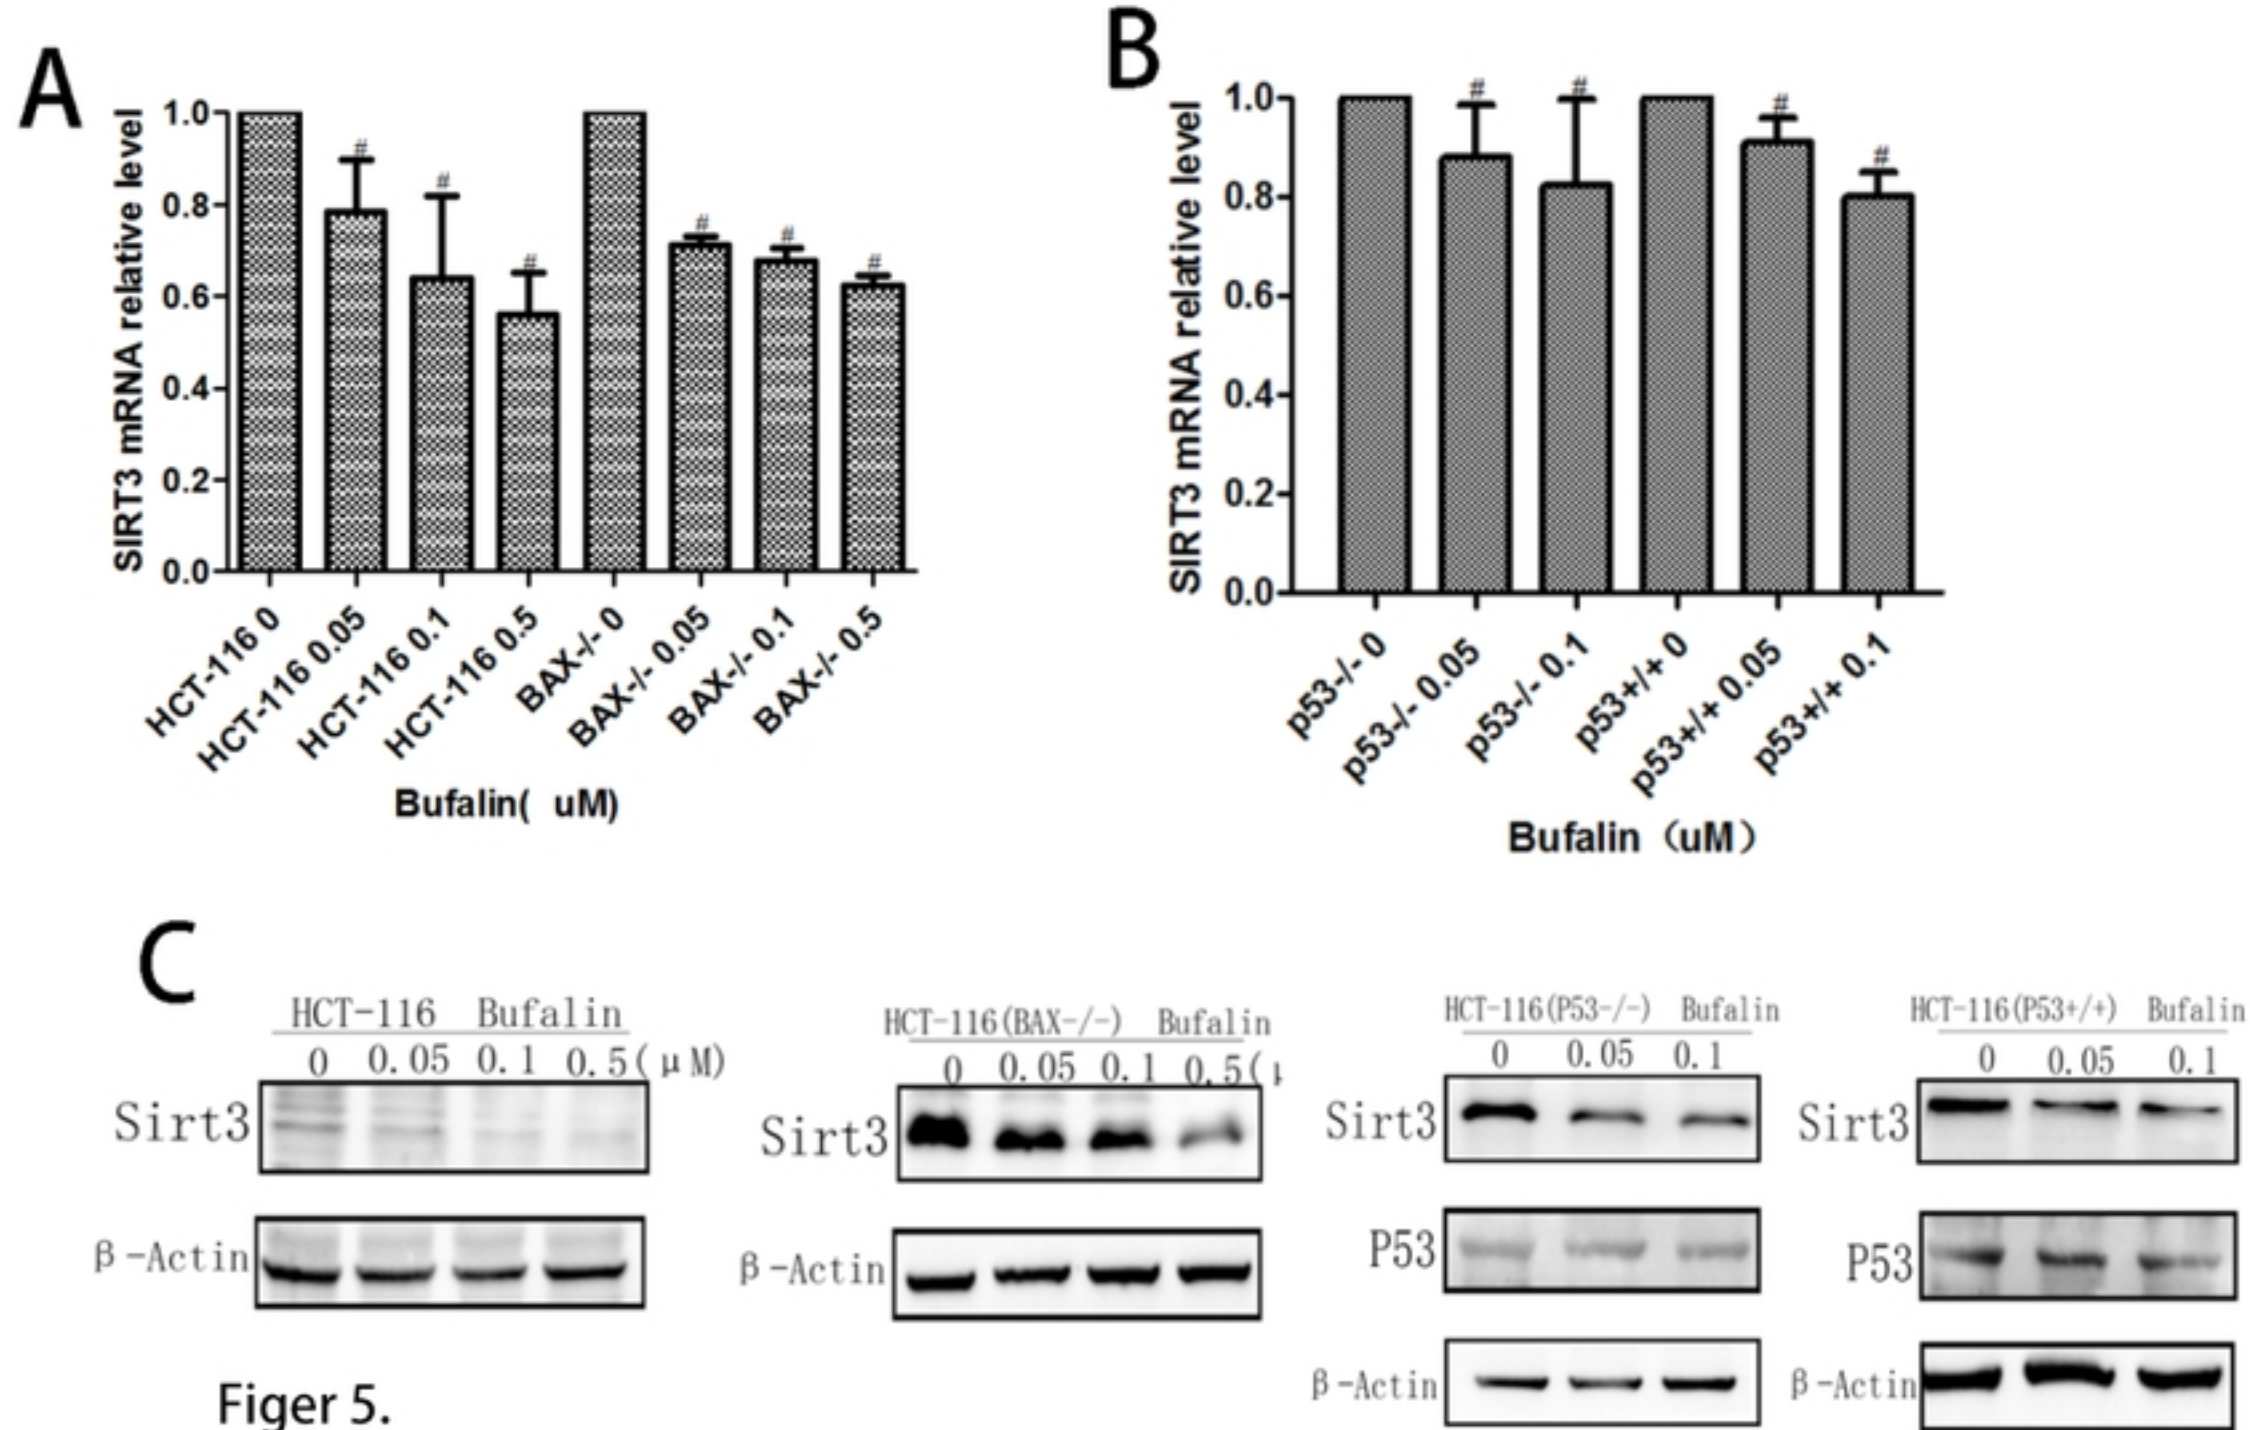 A
SIRT3 mRNA relative level
1.0
0.8
0.6
0.4
0.2
0.0
# # # # # #
HCT-116 0
HCT-116 0.05
HCT-116 0.1
HCT-116 0.5
BAX-/- 0
BAX-/- 0.05
BAX-/- 0.1
BAX-/- 0.5
Bufalin( uM)
B
SIRT3 mRNA relative level
1.0
0.8
0.6
0.4
0.2
0.0
# # # #
p53-/- 0
p53-/- 0.05
p53-/- 0.1
p53+/+ 0
p53+/+ 0.05
p53+/+ 0.1
Bufalin (uM)
C
HCT-116 Bufalin
0 0.05 0.1 0.5(μM)
Sirt3
β-Actin
HCT-116(BAX-/-) Bufalin
0 0.05 0.1 0.5(
Sirt3
β-Actin
HCT-116(P53-/-) Bufalin
0 0.05 0.1
Sirt3
P53
β-Actin
HCT-116(P53+/+) Bufalin
0 0.05 0.1
Sirt3
P53
β-Actin
Figer 5.